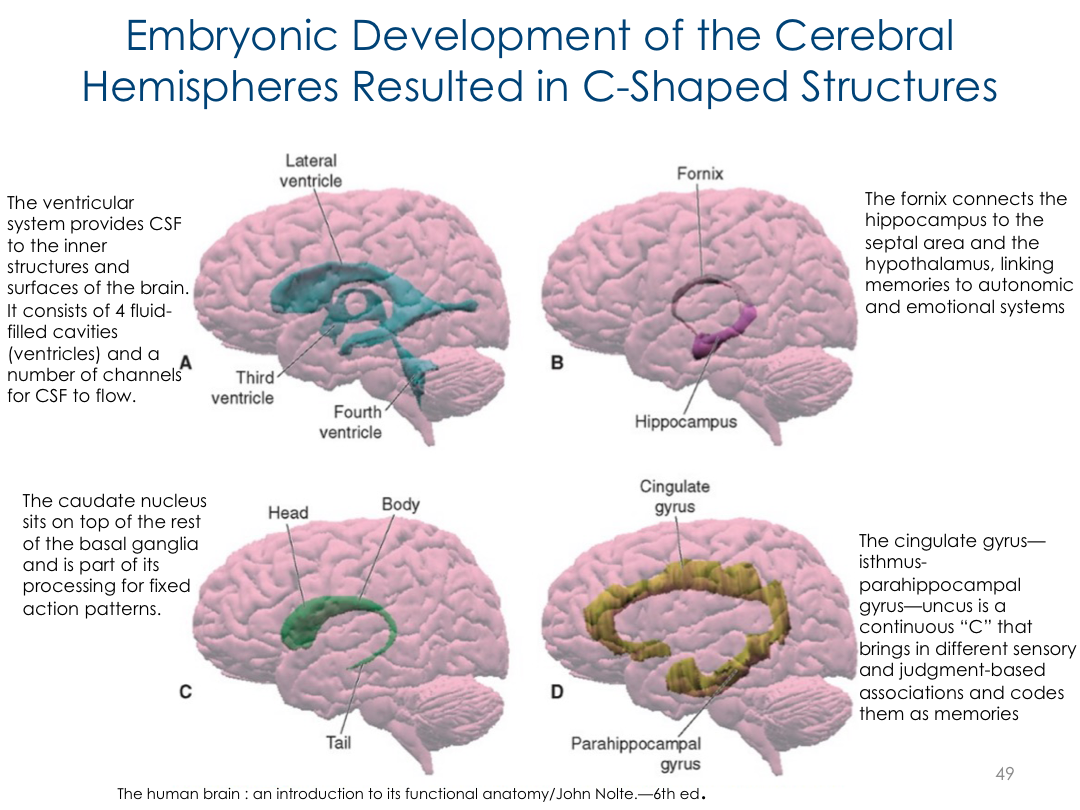 Embryonic Development of the Cerebral
Hemispheres Resulted in C-Shaped Structures
The ventricular
system provides CSF
to the inner
structures and
surfaces of the brain.
It consists of 4 fluid-
filled cavities
(ventricles) and a
number of channels
for CSF to flow.
Lateral
ventricle
A
Third
ventricle
Fourth
ventricle
Fornix
B
Hippocampus
The fornix connects the
hippocampus to the
septal area and the
hypothalamus, linking
memories to autonomic
and emotional systems
The caudate nucleus
sits on top of the rest
of the basal ganglia
and is part of its
processing for fixed
action patterns.
Head
Body
C
Tail
Cingulate
gyrus
D
Parahippocampal
gyrus
The cingulate gyrus—
isthmus-
parahippocampal
gyrus—uncus is a
continuous “C” that
brings in different sensory
and judgment-based
associations and codes
them as memories
49
The human brain : an introduction to its functional anatomy/John Nolte.—6th ed.